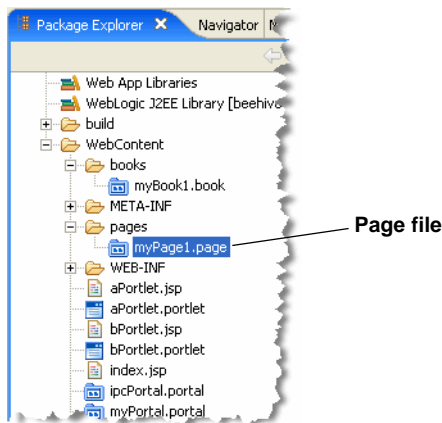 Package Explorer Navigator
Web App Libraries
WebLogic J2EE Library [beehive
build
WebContent
books
myBook1.book
META-INF
pages
myPage1.page
Page file
WEB-INF
aPortlet.jsp
aPortlet.portlet
bPortlet.jsp
bPortlet.portlet
index.jsp
ipcPortal.portal
myPortal.portal